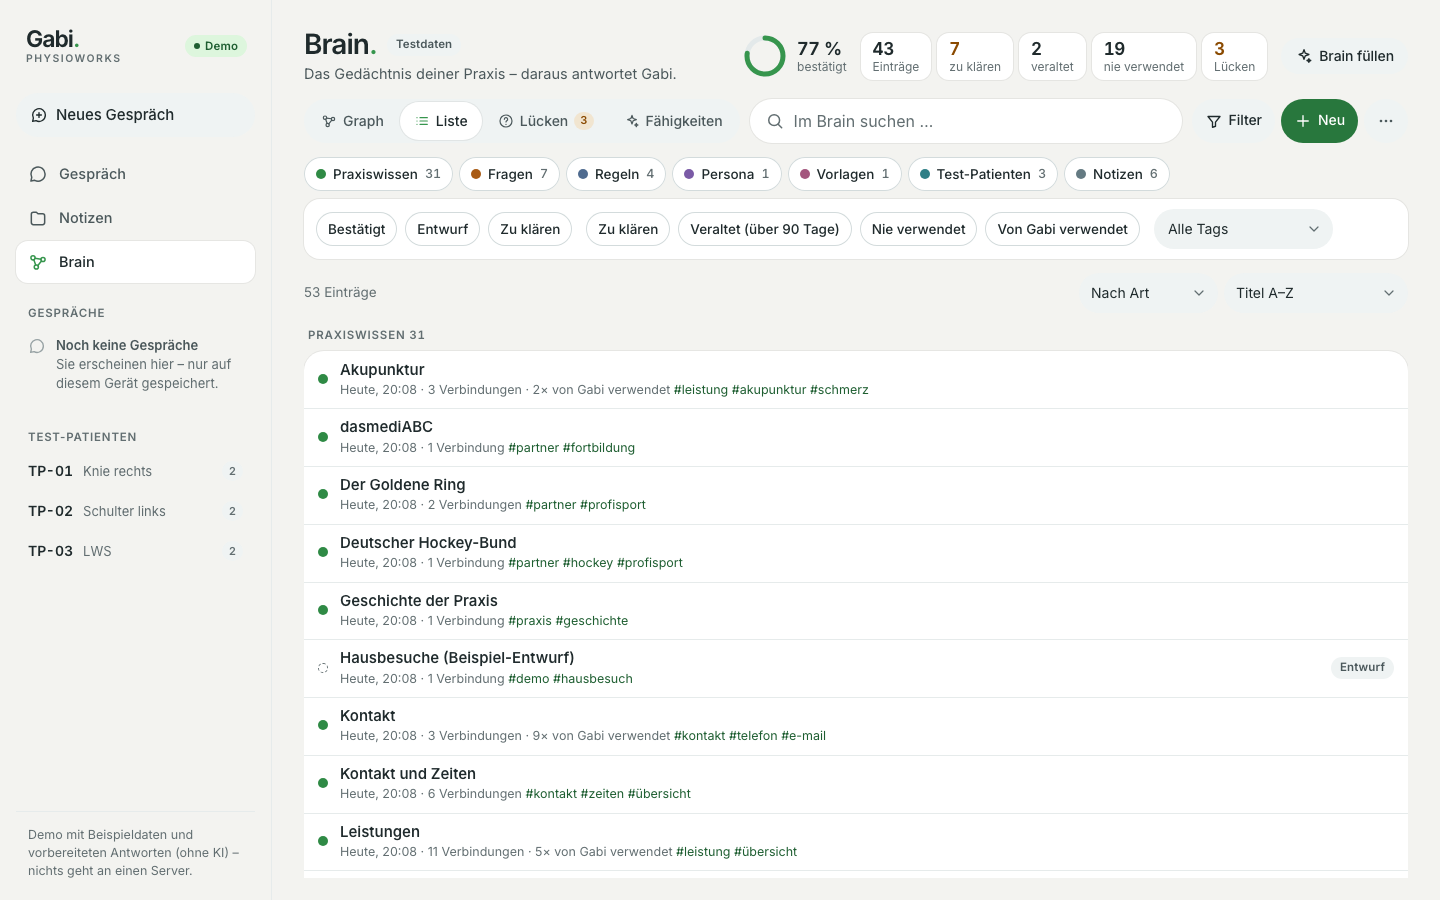 Gabi.
PHYSIOWORKS
Demo
Neues Gespräch
Gespräch
Notizen
Brain
GESPRÄCHE
Noch keine Gespräche
Sie erscheinen hier – nur auf
diesem Gerät gespeichert.
TEST-PATIENTEN
TP-01 Knie rechts 2
TP-02 Schulter links 2
TP-03 LWS 2
Demo mit Beispieldaten und
vorbereiteten Antworten (ohne KI) –
nichts geht an einen Server.
Brain. Testdaten
Das Gedächtnis deiner Praxis – daraus antwortet Gabi.
77 % bestätigt
43 Einträge
7 zu klären
2 veraltet
19 nie verwendet
3 Lücken
Brain füllen
Graph Liste Lücken 3 Fähigkeiten
Im Brain suchen ...
Filter
Neu
Praxiswissen 31 Fragen 7 Regeln 4 Persona 1 Vorlagen 1 Test-Patienten 3 Notizen 6
Bestätigt Entwurf Zu klären Zu klären Veraltet (über 90 Tage) Nie verwendet Von Gabi verwendet Alle Tags
53 Einträge
Nach Art Titel A–Z
PRAXISWISSEN 31
Akupunktur
Heute, 20:08 · 3 Verbindungen · 2× von Gabi verwendet #leistung #akupunktur #schmerz
dasmediABC
Heute, 20:08 · 1 Verbindung #partner #fortbildung
Der Goldene Ring
Heute, 20:08 · 2 Verbindungen #partner #profisport
Deutscher Hockey-Bund
Heute, 20:08 · 1 Verbindung #partner #hockey #profisport
Geschichte der Praxis
Heute, 20:08 · 1 Verbindung #praxis #geschichte
Hausbesuche (Beispiel-Entwurf)
Heute, 20:08 · 1 Verbindung #demo #hausbesuch
Entwurf
Kontakt
Heute, 20:08 · 3 Verbindungen · 9× von Gabi verwendet #kontakt #telefon #e-mail
Kontakt und Zeiten
Heute, 20:08 · 6 Verbindungen #kontakt #zeiten #übersicht
Leistungen
Heute, 20:08 · 11 Verbindungen · 5× von Gabi verwendet #leistung #übersicht